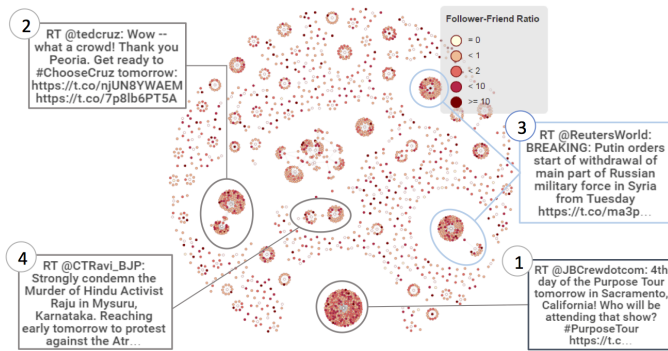 2
RT @tedcruz: Wow --
what a crowd! Thank you
Peoria. Get ready to
#ChooseCruz tomorrow:
https://t.co/njUN8YWAEM
https://t.co/7p8lb6PT5A
Follower-Friend Ratio
= 0
< 1
< 2
< 10
>= 10
3
RT @ReutersWorld:
BREAKING: Putin orders
start of withdrawal of
main part of Russian
military force in Syria
from Tuesday
https://t.co/ma3p…
4
RT @CTRavi_BJP:
Strongly condemn the
Murder of Hindu Activist
Raju in Mysuru,
Karnataka. Reaching
early tomorrow to protest
against the Atr…
1
RT @JBCrewdotcom: 4th
day of the Purpose Tour
tomorrow in Sacramento,
California! Who will be
attending that show?
#PurposeTour
https://t.c…